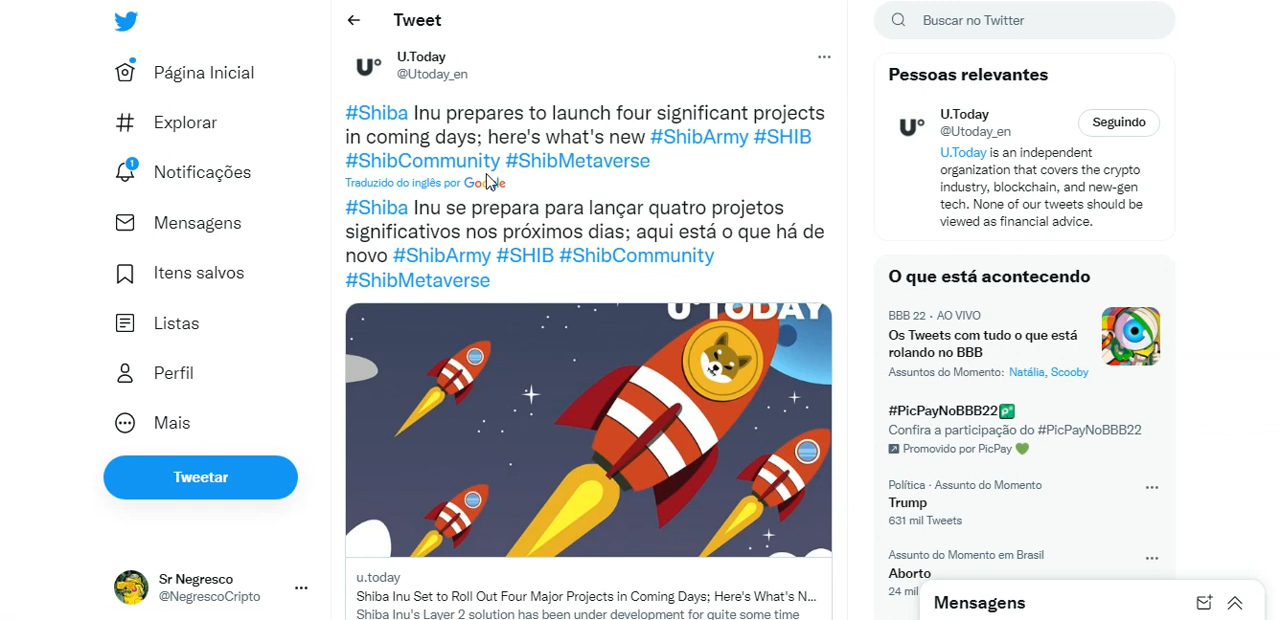 Página Inicial
Explorar
1
Notificações
Mensagens
Itens salvos
Listas
Perfil
Mais
Tweetar
Sr Negresco
@NegrescoCripto
Tweet
U.Today
@Utoday_en
#Shiba Inu prepares to launch four significant projects
in coming days; here's what's new #ShibArmy #SHIB
#ShibCommunity #ShibMetaverse
Traduzido do inglês por Google
#Shiba Inu se prepara para lançar quatro projetos
significativos nos próximos dias; aqui está o que há de
novo #ShibArmy #SHIB #ShibCommunity
#ShibMetaverse
U°TODAY
u.today
Shiba Inu Set to Roll Out Four Major Projects in Coming Days; Here's What's N...
Shiba Inu's Layer 2 solution has been under development for quite some time
Buscar no Twitter
Pessoas relevantes
U.Today
@Utoday_en
Seguindo
U.Today is an independent
organization that covers the crypto
industry, blockchain, and new-gen
tech. None of our tweets should be
viewed as financial advice.
O que está acontecendo
BBB 22 · AO VIVO
Os Tweets com tudo o que está
rolando no BBB
Assuntos do Momento: Natália, Scooby
#PicPayNoBBB22
Confira a participação do #PicPayNoBBB22
Promovido por PicPay
Política · Assunto do Momento
Trump
631 mil Tweets
Assunto do Momento em Brasil
Aborto
24 mil
Mensagens